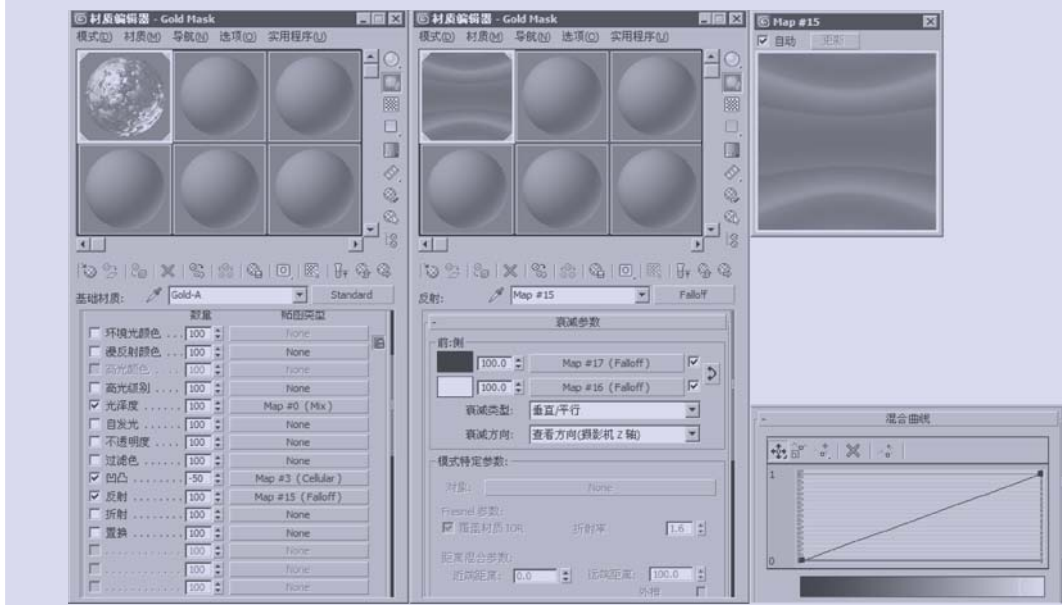 材质编辑器 - Gold Mask
模式(D) 材质(M) 导航(N) 选项(O) 实用程序(U)
基础材质: Gold-A Standard
数量 贴图类型
环境光颜色 ... 100 None
漫反射颜色 ... 100 None
高光颜色 .... 100 None
高光级别 .... 100 None
光泽度 ...... 100 Map #0 (Mix)
自发光 ...... 100 None
不透明度 .... 100 None
过滤色 ...... 100 None
凹凸 ........ -50 Map #3 (Cellular)
反射 ........ 100 Map #15 (Falloff)
折射 ........ 100 None
置换 ........ 100 None
100 None
100 None
100 None
材质编辑器 - Gold Mask
模式(D) 材质(M) 导航(N) 选项(O) 实用程序(U)
反射: Map #15 Falloff
衰减参数
前:侧
100.0 Map #17 (Falloff)
100.0 Map #16 (Falloff)
衰减类型: 垂直/平行
衰减方向: 查看方向(摄影机 Z 轴)
模式特定参数:
对象: None
Fresnel 参数:
覆盖材质 IOR 折射率 1.6
距离混合参数:
近端距离: 0.0 远端距离: 100.0
外推
Map #15
自动 更新
混合曲线
1
0